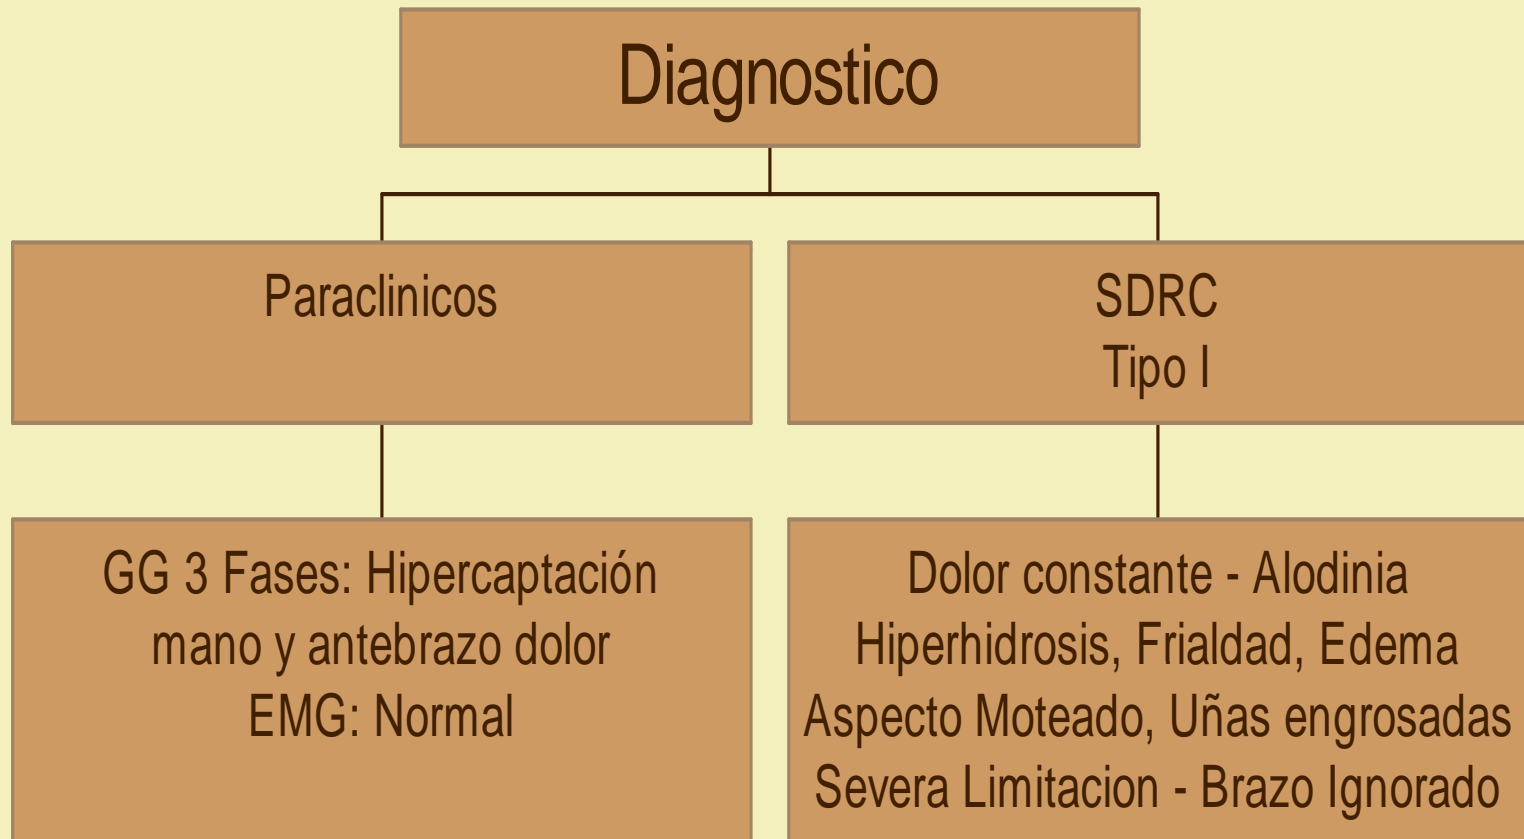 Diagnostico
Paraclinicos
SDRC
Tipo I
GG 3 Fases: Hipercaptación
mano y antebrazo dolor
EMG: Normal
Dolor constante - Alodinia
Hiperhidrosis, Frialdad, Edema
Aspecto Moteado, Uñas engrosadas
Severa Limitacion - Brazo Ignorado